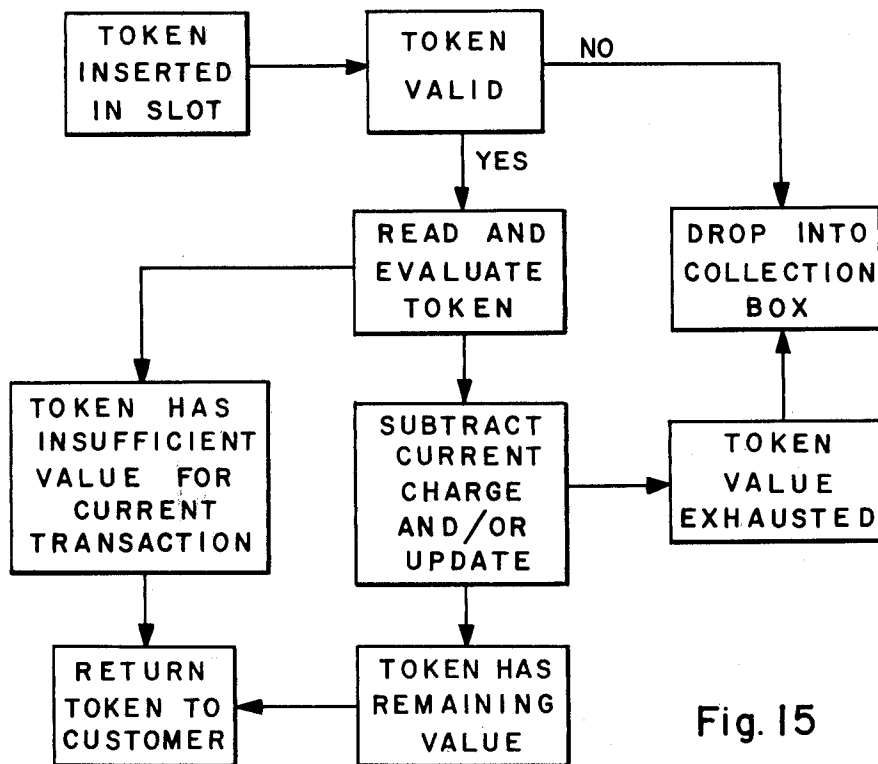 TOKEN
INSERTED
IN SLOT
TOKEN
VALID
NO
YES
READ AND
EVALUATE
TOKEN
DROP INTO
COLLECTION
BOX
TOKEN HAS
INSUFFICIENT
VALUE FOR
CURRENT
TRANSACTION
SUBTRACT
CURRENT
CHARGE
AND/OR
UPDATE
TOKEN
VALUE
EXHAUSTED
RETURN
TOKEN TO
CUSTOMER
TOKEN HAS
REMAINING
VALUE
Fig. 15